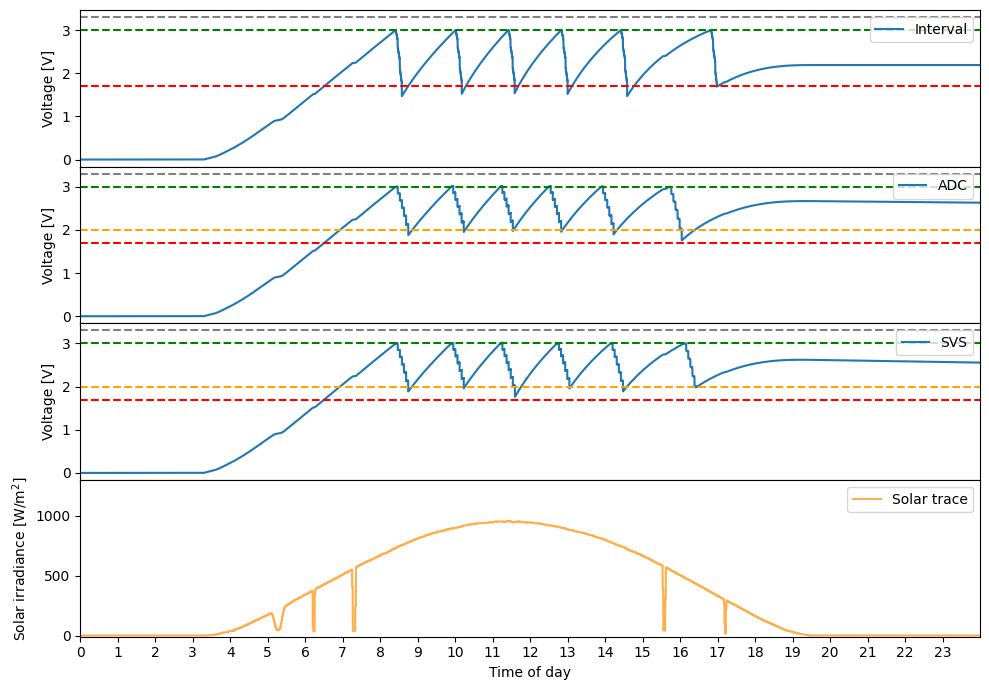 Voltage [V]
3
2
1
0
Interval
Voltage [V]
3
2
1
0
ADC
Voltage [V]
3
2
1
0
SVS
Solar irradiance [W/m²]
1000
500
0
Solar trace
0 1 2 3 4 5 6 7 8 9 10 11 12 13 14 15 16 17 18 19 20 21 22 23
Time of day